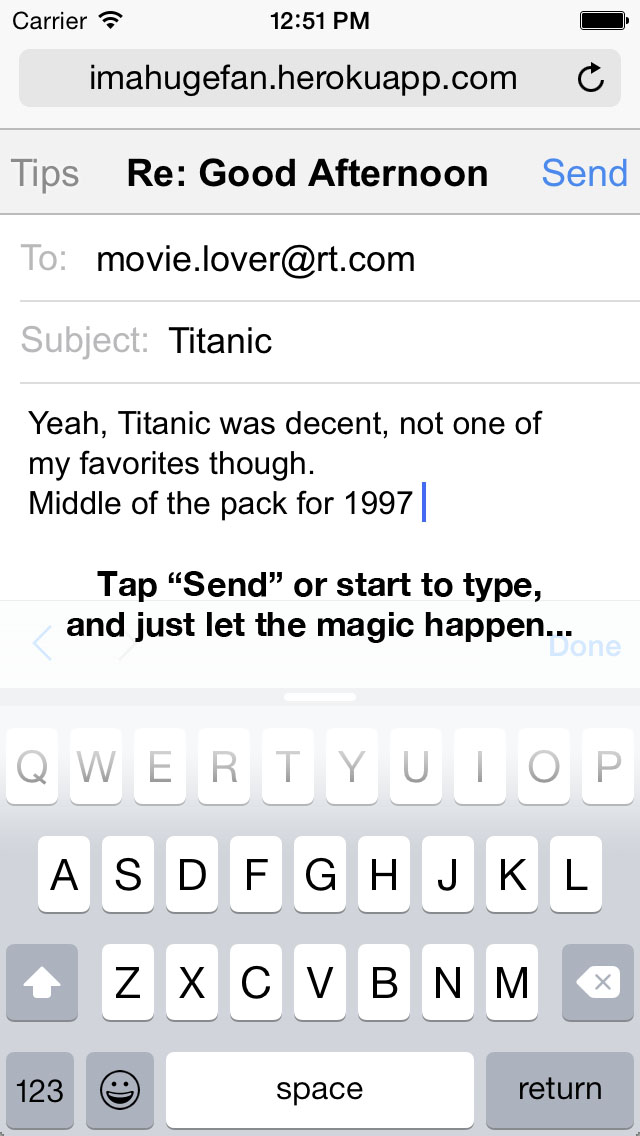 Carrier 12:51 PM
imahugefan.herokuapp.com
Tips Re: Good Afternoon Send
To: movie.lover@rt.com
Subject: Titanic
Yeah, Titanic was decent, not one of
my favorites though.
Middle of the pack for 1997
Tap “Send” or start to type,
and just let the magic happen...
Done
Q W E R T Y U I O P
A S D F G H J K L
Z X C V B N M
123 space return